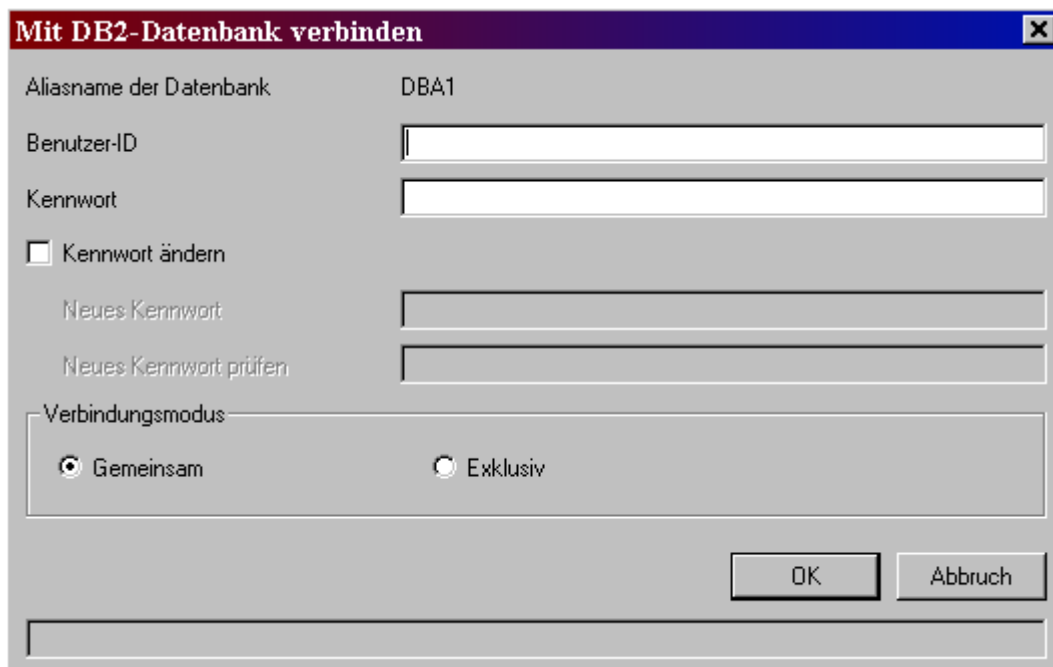 Mit DB2-Datenbank verbinden
Aliasname der Datenbank DBA1
Benutzer-ID
Kennwort
Kennwort ändern
Neues Kennwort
Neues Kennwort prüfen
Verbindungsmodus
Gemeinsam Exklusiv
OK Abbruch